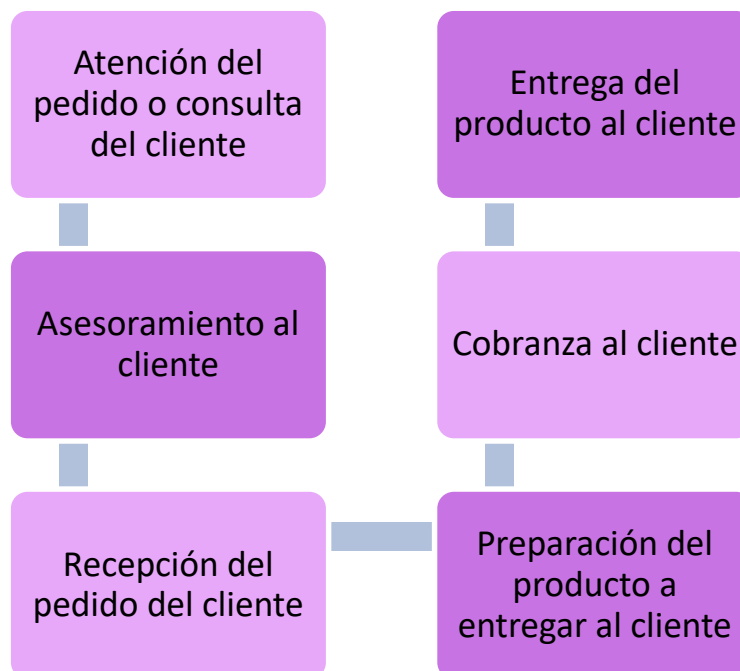 Atención del
pedido o consulta
del cliente
Asesoramiento al
cliente
Recepción del
pedido del cliente
Preparación del
producto a
entregar al cliente
Cobranza al cliente
Entrega del
producto al cliente